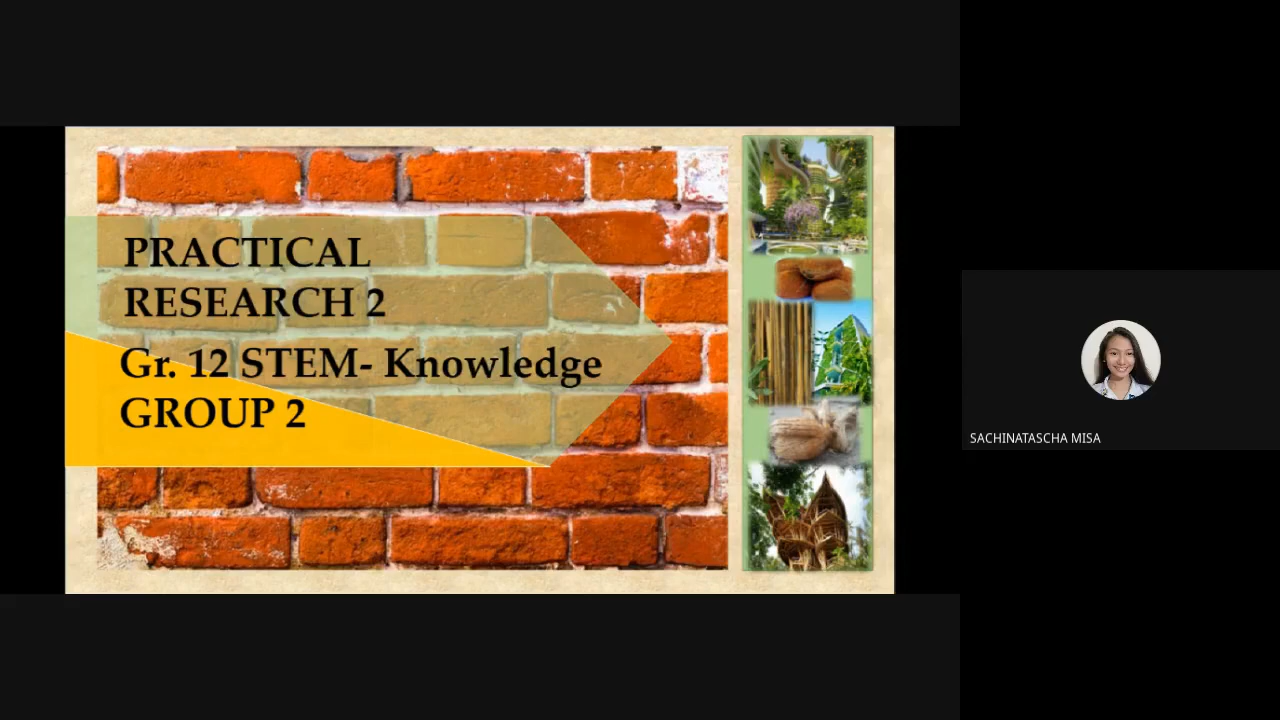 PRACTICAL
RESEARCH 2
Gr. 12 STEM- Knowledge
GROUP 2
SACHINATASCHA MISA